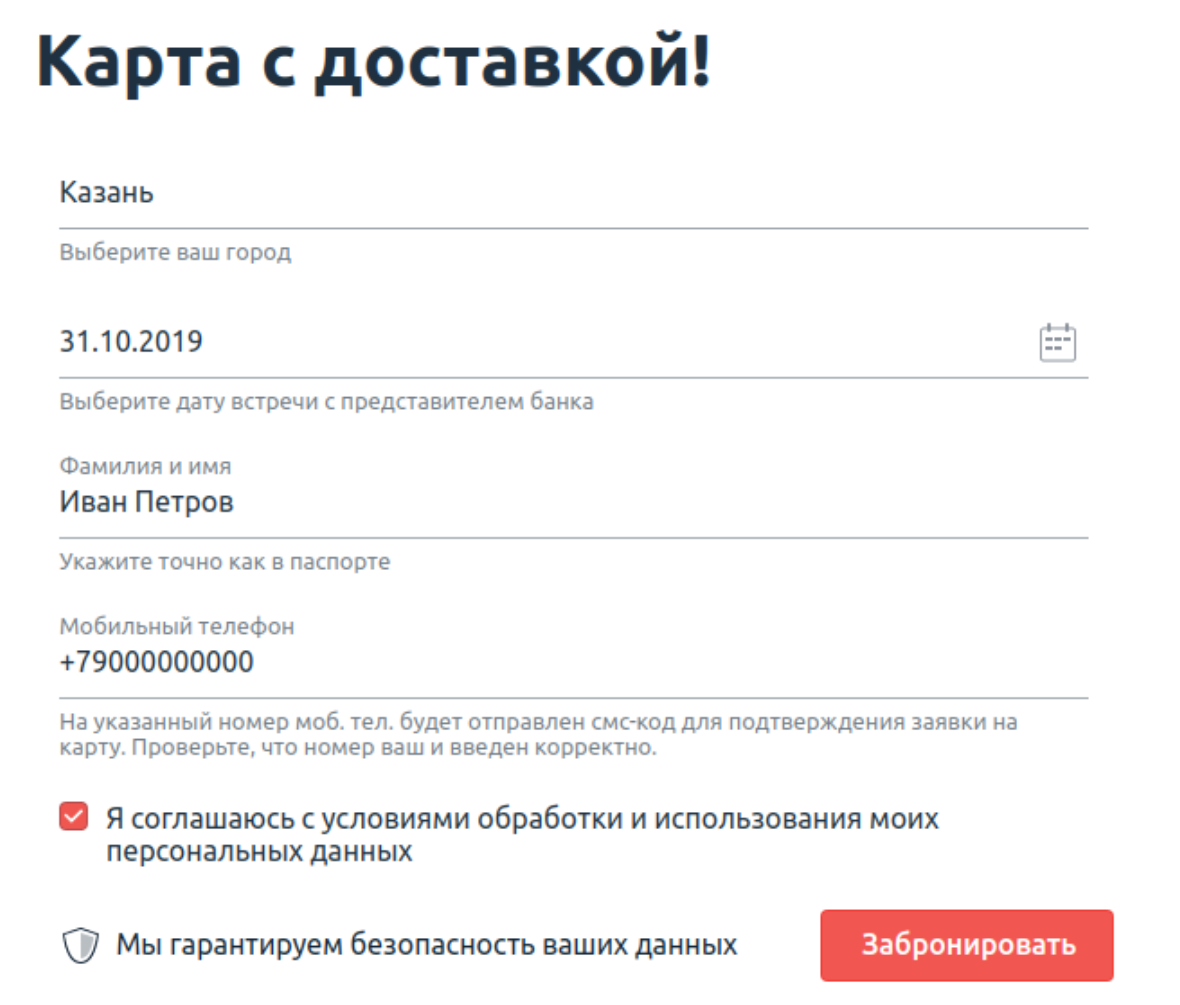 Карта с доставкой!
Казань
Выберите ваш город
31.10.2019
Выберите дату встречи с представителем банка
Фамилия и имя
Иван Петров
Укажите точно как в паспорте
Мобильный телефон
+79000000000
На указанный номер моб. тел. будет отправлен смс-код для подтверждения заявки на
карту. Проверьте, что номер ваш и введен корректно.
Я соглашаюсь с условиями обработки и использования моих
персональных данных
Мы гарантируем безопасность ваших данных
Забронировать